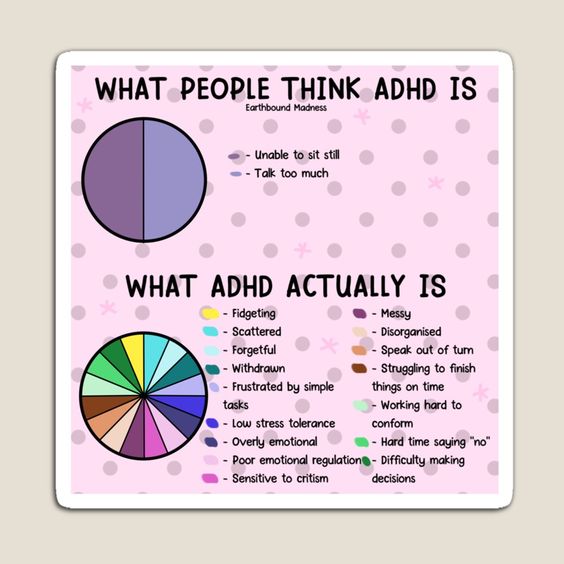 WHAT PEOPLE THINK ADHD IS
Earthbound Madness
- Unable to sit still
- Talk too much
WHAT ADHD ACTUALLY IS
- Fidgeting
- Scattered
- Forgetful
- Withdrawn
- Frustrated by simple
tasks
- Low stress tolerance
- Overly emotional
- Poor emotional regulation
- Sensitive to critism
- Messy
- Disorganised
- Speak out of turn
- Struggling to finish
things on time
- Working hard to
conform
- Hard time saying "no"
- Difficulty making
decisions